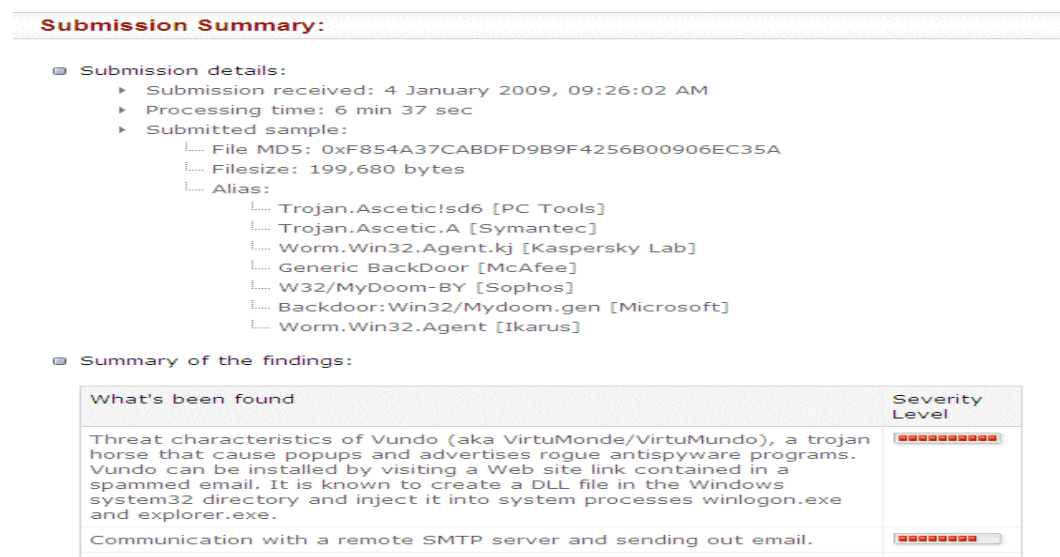 Submission Summary:
Submission details:
Submission received: 4 January 2009, 09:26:02 AM
Processing time: 6 min 37 sec
Submitted sample:
File MD5: 0xF854A37CABDFD9B9F4256B00906EC35A
Filesize: 199,680 bytes
Alias:
Trojan.Ascetic!sd6 [PC Tools]
Trojan.Ascetic.A [Symantec]
Worm.Win32.Agent.kj [Kaspersky Lab]
Generic BackDoor [McAfee]
W32/MyDoom-BY [Sophos]
Backdoor:Win32/Mydoom.gen [Microsoft]
Worm.Win32.Agent [Ikarus]
Summary of the findings:
What's been found
Severity
Level
Threat characteristics of Vundo (aka VirtuMonde/VirtuMundo), a trojan
horse that cause popups and advertises rogue antispyware programs.
Vundo can be installed by visiting a Web site link contained in a
spammed email. It is known to create a DLL file in the Windows
system32 directory and inject it into system processes winlogon.exe
and explorer.exe.
Communication with a remote SMTP server and sending out email.